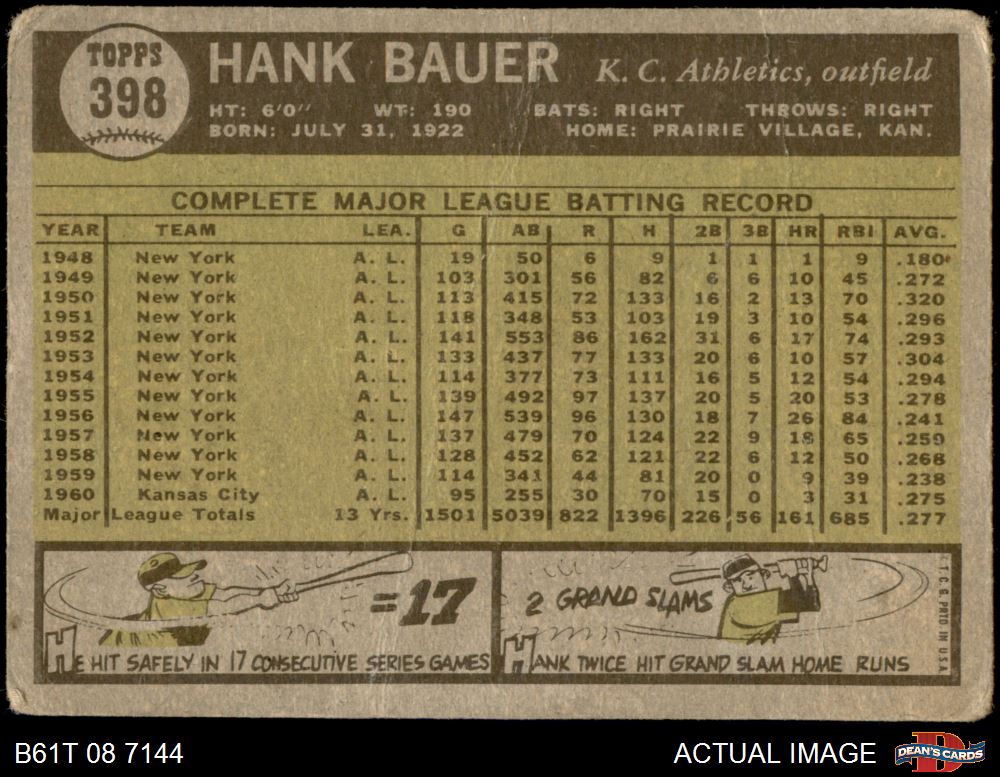 TOPPS
398
HANK BAUER K. C. Athletics, outfield
HT: 6'0" WT: 190 BATS: RIGHT THROWS: RIGHT
BORN: JULY 31, 1922 HOME: PRAIRIE VILLAGE, KAN.
COMPLETE MAJOR LEAGUE BATTING RECORD
YEAR TEAM LEA. G AB R H 2B 3B HR RBI AVG.
1948 New York A. L. 19 50 6 9 1 1 1 9 .180
1949 New York A. L. 103 301 56 82 6 6 10 45 .272
1950 New York A. L. 113 415 72 133 16 2 13 70 .320
1951 New York A. L. 118 348 53 103 19 3 10 54 .296
1952 New York A. L. 141 553 86 162 31 6 17 74 .293
1953 New York A. L. 133 437 77 133 20 6 10 57 .304
1954 New York A. L. 114 377 73 111 16 5 12 54 .294
1955 New York A. L. 139 492 97 137 20 5 20 53 .278
1956 New York A. L. 147 539 96 130 18 7 26 84 .241
1957 New York A. L. 137 479 70 124 22 9 18 65 .259
1958 New York A. L. 128 452 62 121 22 6 12 50 .268
1959 New York A. L. 114 341 44 81 20 0 9 39 .238
1960 Kansas City A. L. 95 255 30 70 15 0 3 31 .275
Major League Totals 13 Yrs. 1501 5039 822 1396 226 56 161 685 .277
=17
HE HIT SAFELY IN 17 CONSECUTIVE SERIES GAMES
2 GRAND SLAMS
HANK TWICE HIT GRAND SLAM HOME RUNS
T. C. G. PRTD. IN U.S.A.
B61T 08 7144 ACTUAL IMAGE
D
DEAN'S CARDS